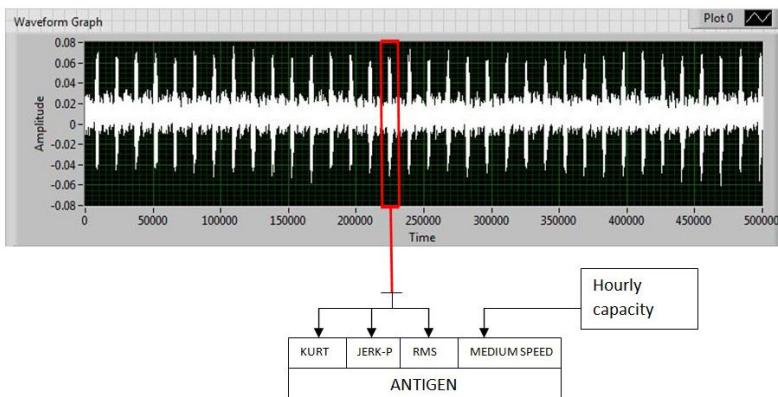 Waveform Graph
Plot 0
0.08
0.06
0.04
0.02
0
-0.02
-0.04
-0.06
-0.08
Amplitude
0 50000 100000 150000 200000 250000 300000 350000 400000 450000 500000
Time
Hourly
capacity
KURT JERK-P RMS MEDIUM SPEED
ANTIGEN